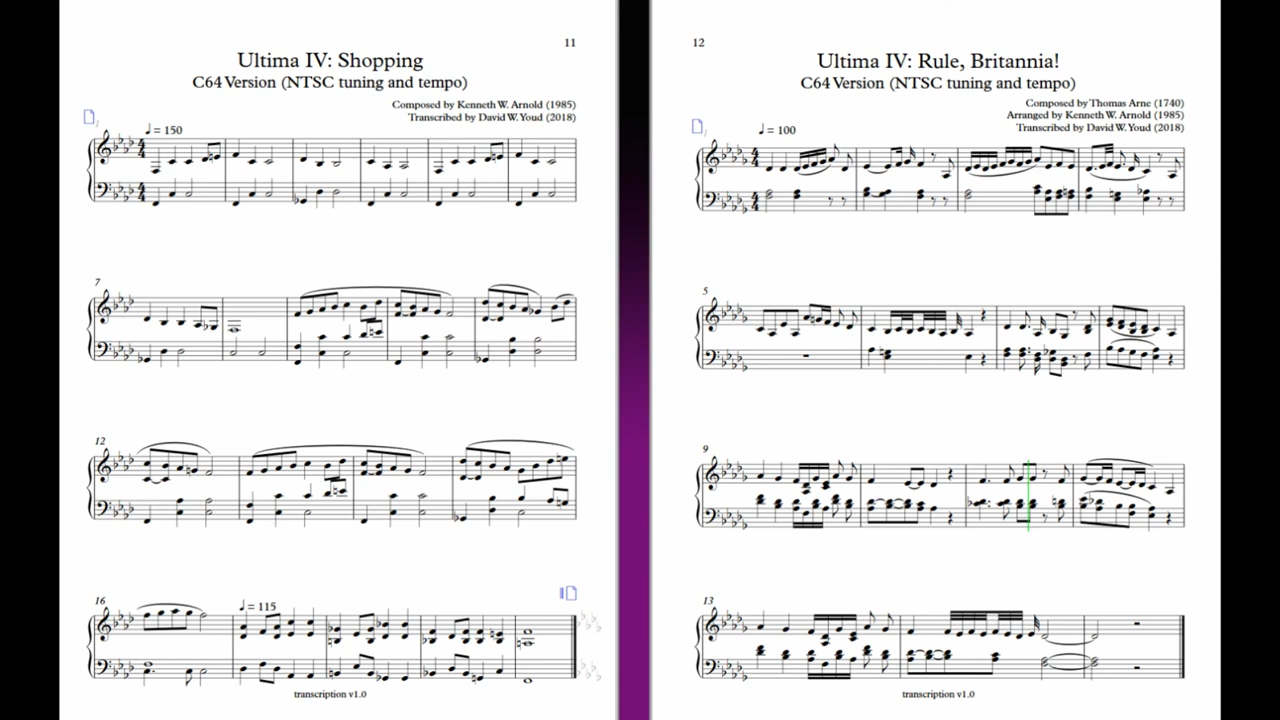 11
Ultima IV: Shopping
C64 Version (NTSC tuning and tempo)
Composed by Kenneth W. Arnold (1985)
Transcribed by David W. Youd (2018)
♩ = 150
7
12
16
♩ = 115
transcription v1.0
12
Ultima IV: Rule, Britannia!
C64 Version (NTSC tuning and tempo)
Composed by Thomas Arne (1740)
Arranged by Kenneth W. Arnold (1985)
Transcribed by David W. Youd (2018)
♩ = 100
5
9
13
transcription v1.0